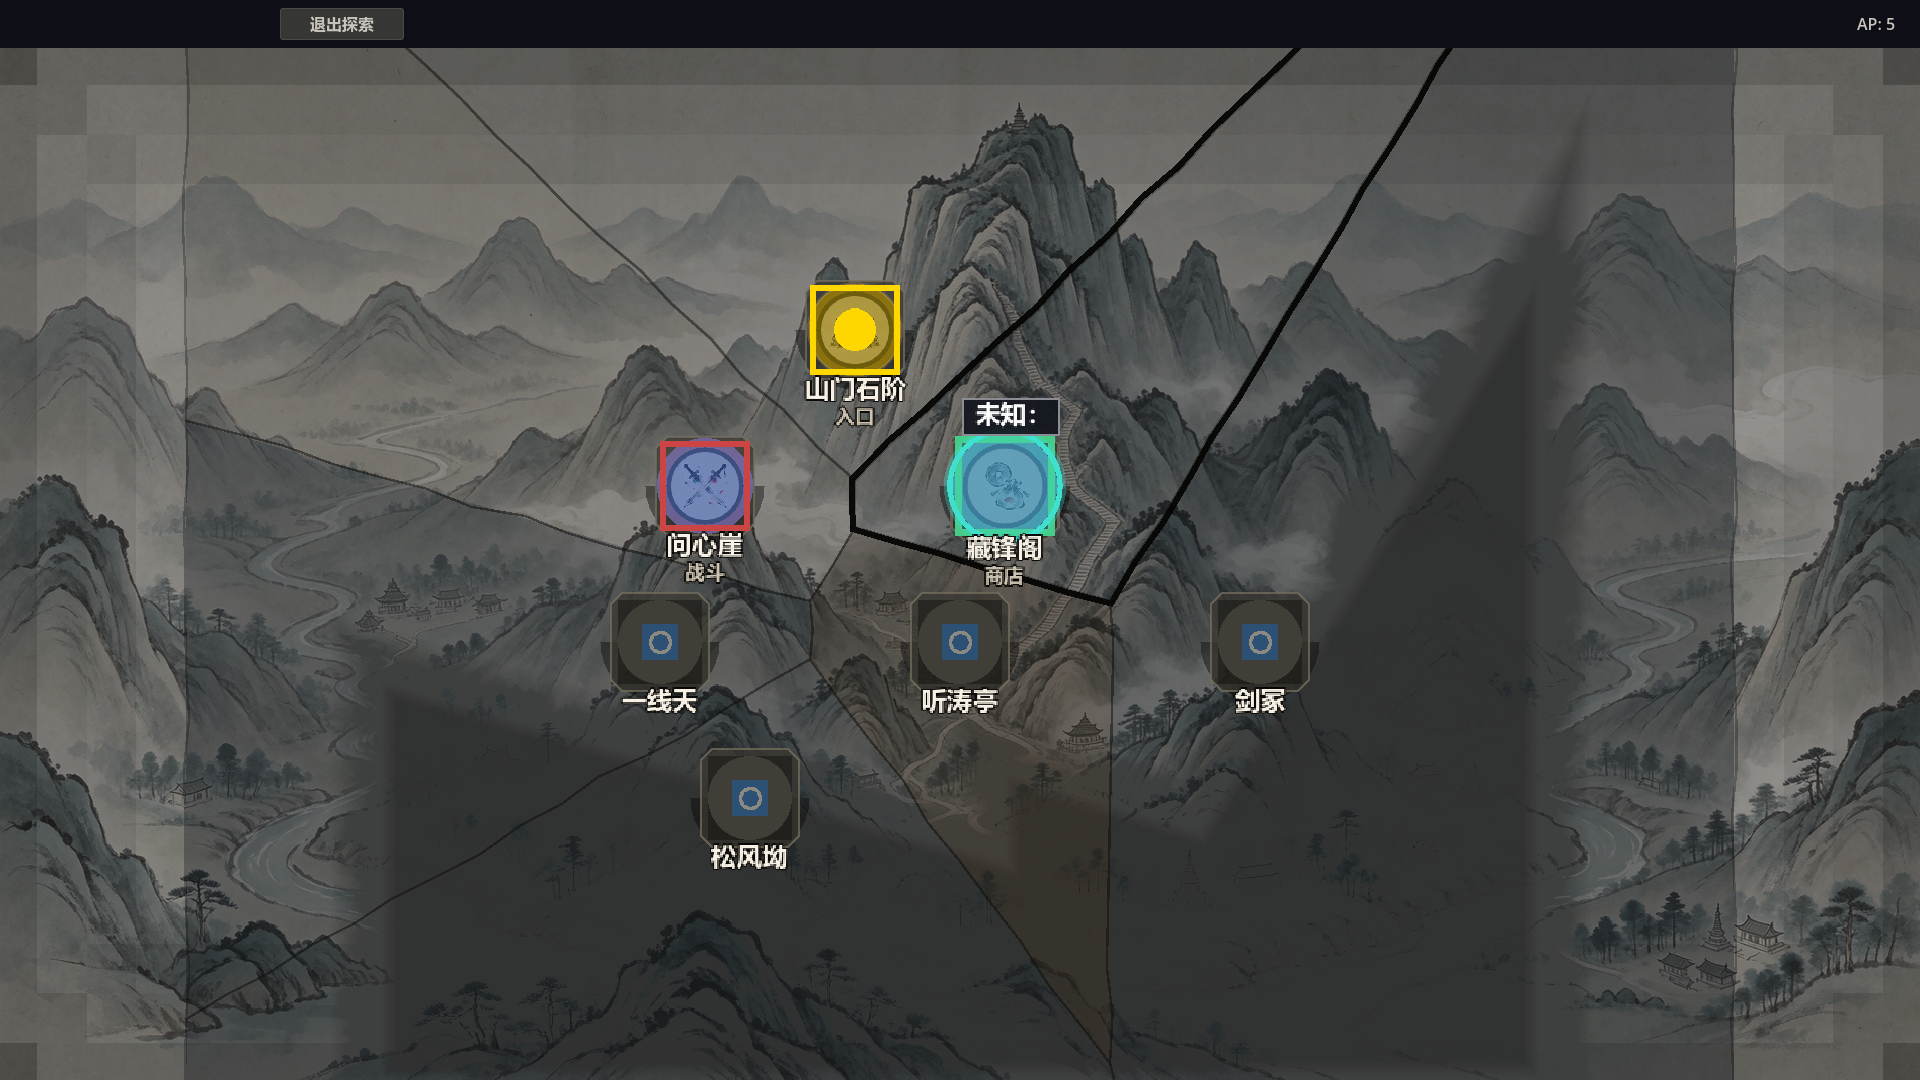 退出探索
AP: 5
山门石阶
入口
未知：
问心崖
战斗
藏锋阁
商店
一线天
听涛亭
剑冢
松风坳